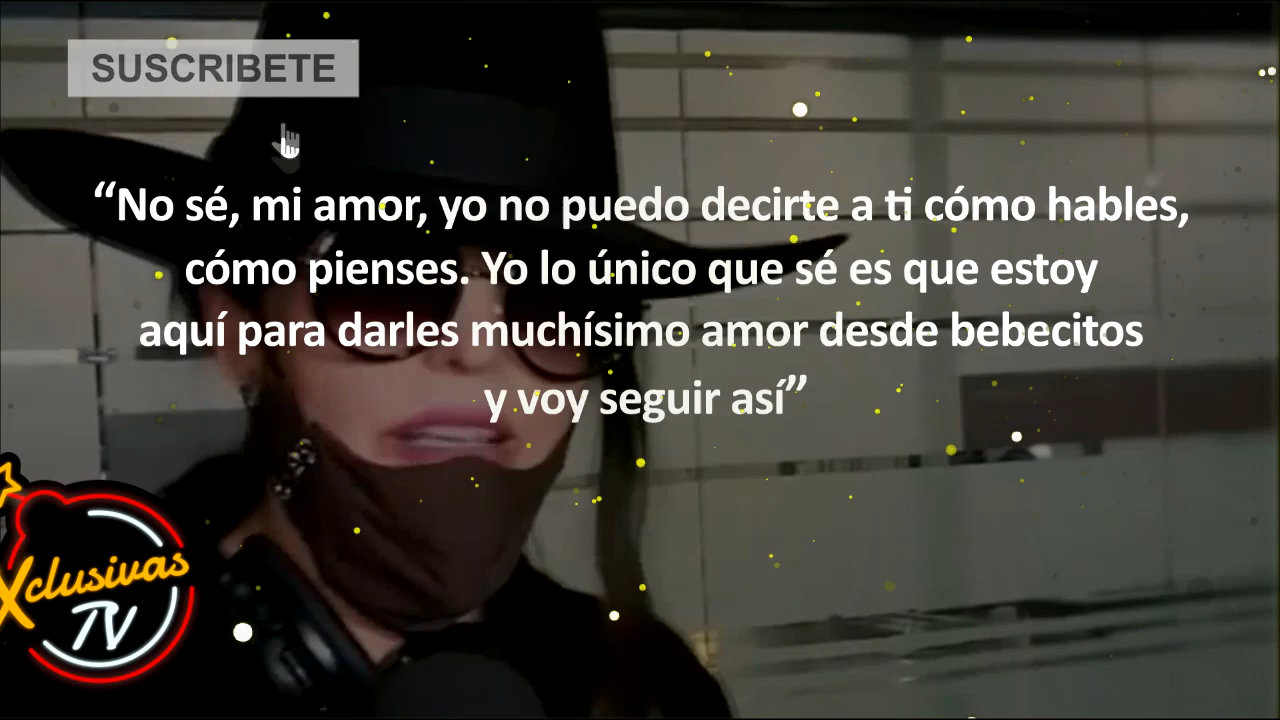 SUSCRIBETE
“No sé, mi amor, yo no puedo decirte a ti cómo hables,
cómo pienses. Yo lo único que sé es que estoy
aquí para darles muchísimo amor desde bebecitos
y voy seguir así”
Xclusivas
TV